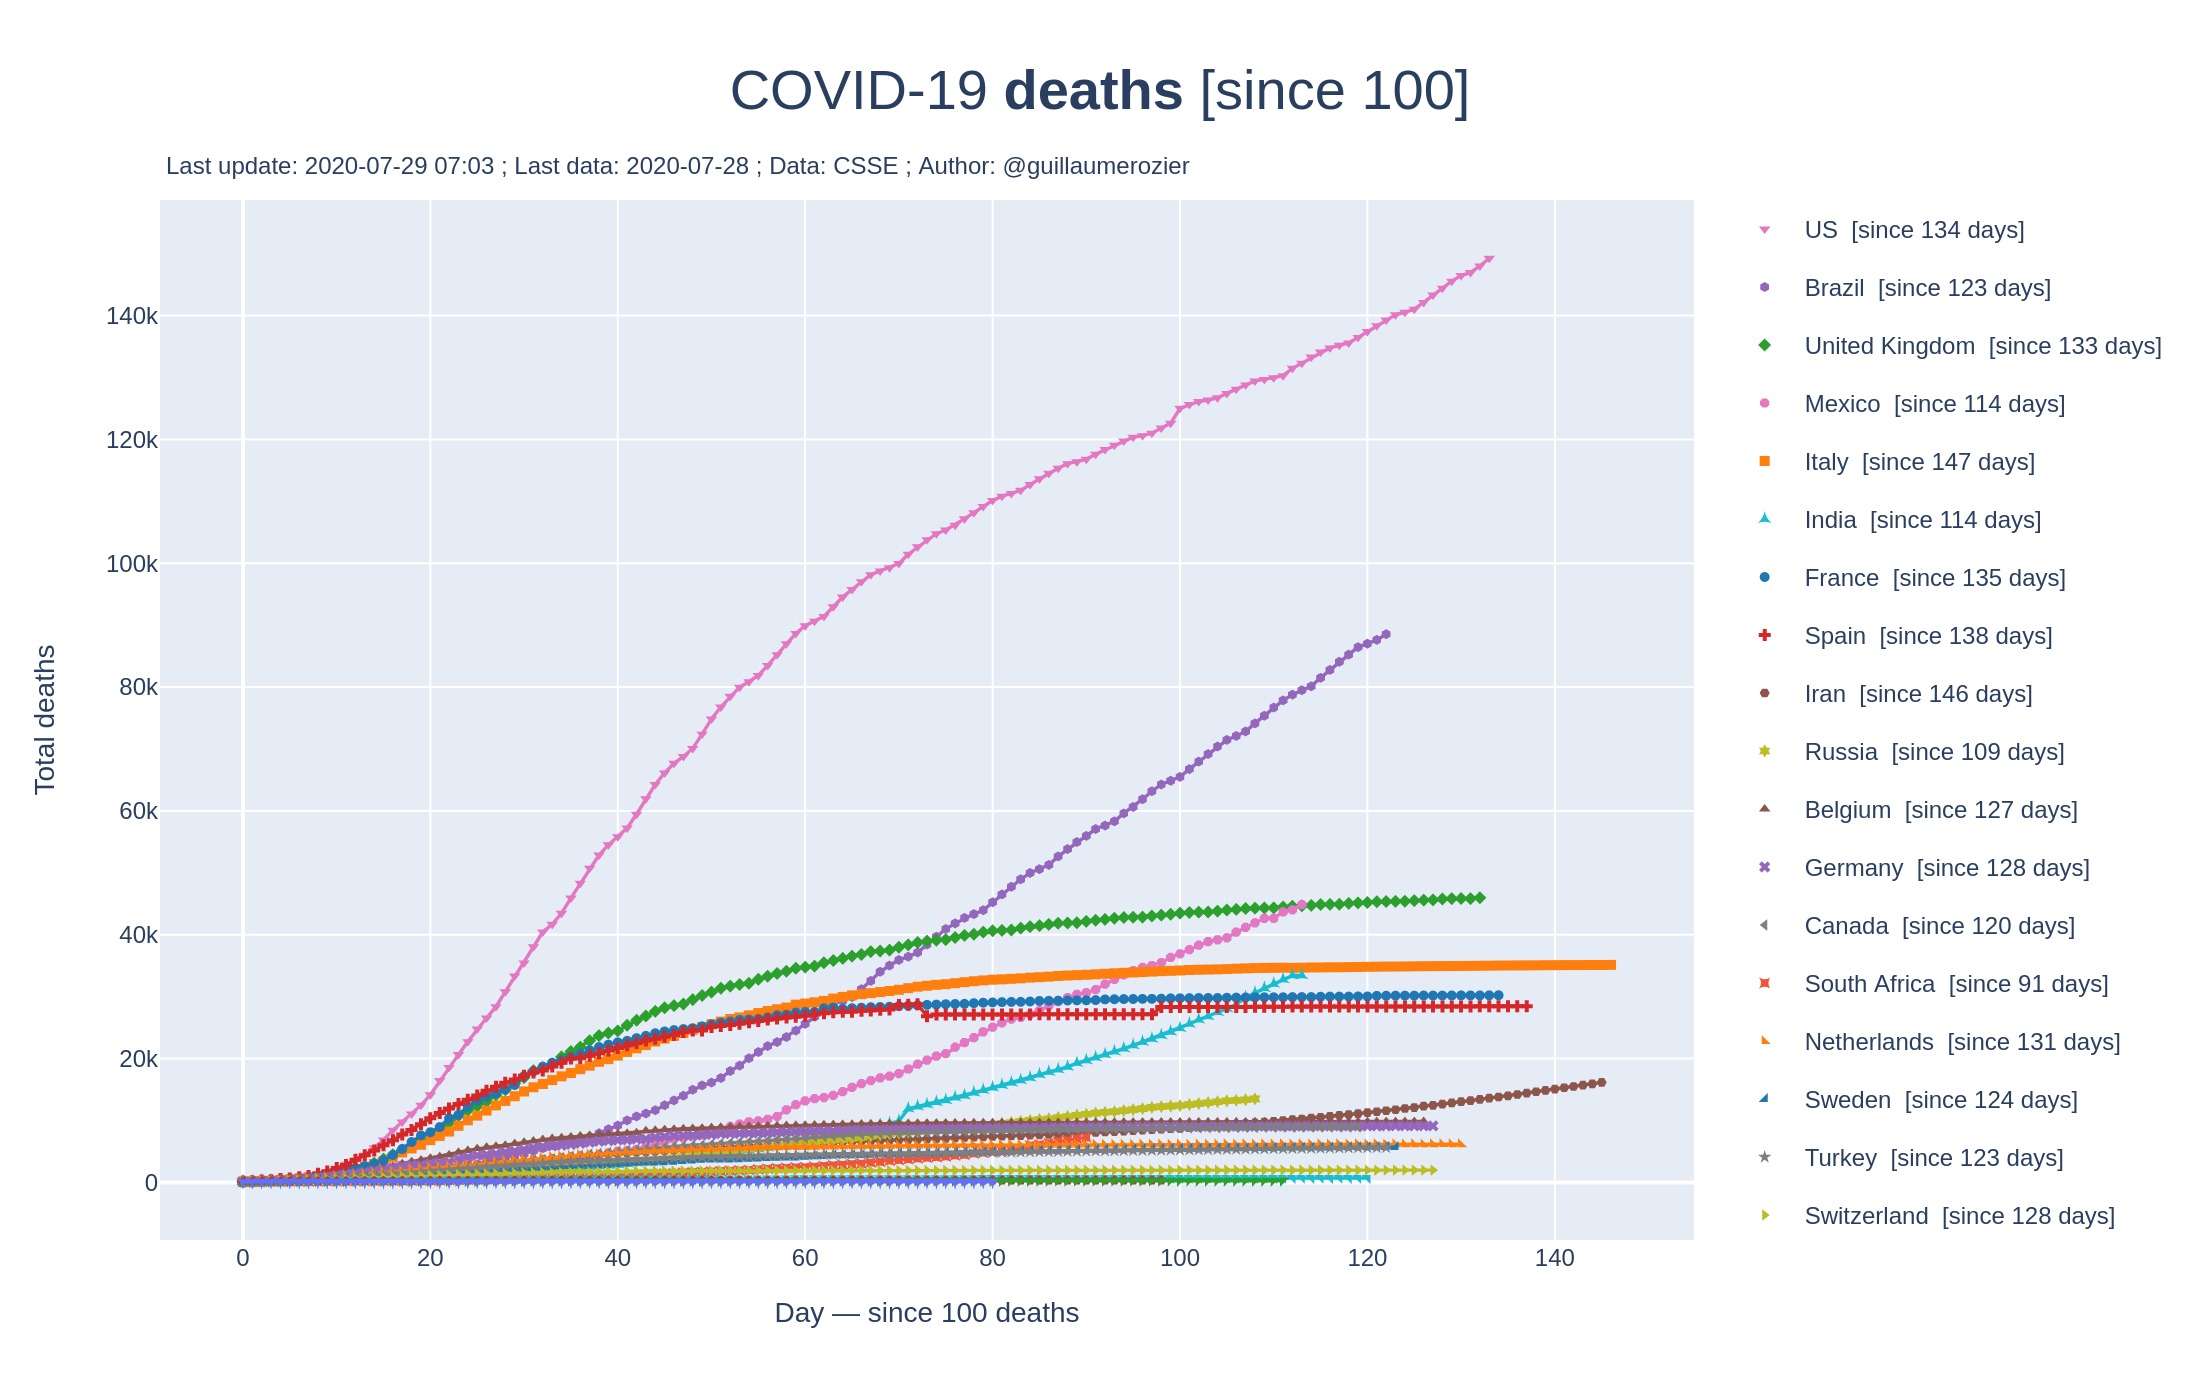 COVID-19 deaths [since 100]
Last update: 2020-07-29 07:03 ; Last data: 2020-07-28 ; Data: CSSE ; Author: @guillaumerozier
Total deaths
140k
120k
100k
80k
60k
40k
20k
0
0 20 40 60 80 100 120 140
Day — since 100 deaths
US [since 134 days]
Brazil [since 123 days]
United Kingdom [since 133 days]
Mexico [since 114 days]
Italy [since 147 days]
India [since 114 days]
France [since 135 days]
Spain [since 138 days]
Iran [since 146 days]
Russia [since 109 days]
Belgium [since 127 days]
Germany [since 128 days]
Canada [since 120 days]
South Africa [since 91 days]
Netherlands [since 131 days]
Sweden [since 124 days]
Turkey [since 123 days]
Switzerland [since 128 days]